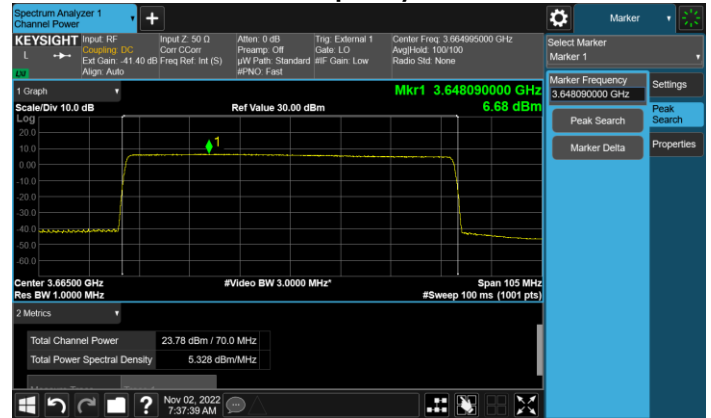 Spectrum Analyzer 1
Channel Power
+
Marker
KEYSIGHT
L
LXI
Input: RF
Coupling: DC
Ext Gain: -41.40 dB
Align: Auto
Input Z: 50 Ω
Corr CCorr
Freq Ref: Int (S)
Atten: 0 dB
Preamp: Off
µW Path: Standard
#PNO: Fast
Trig: External 1
Gate: LO
#IF Gain: Low
Center Freq: 3.664995000 GHz
Avg|Hold: 100/100
Radio Std: None
Select Marker
Marker 1
1 Graph
Mkr1 3.648090000 GHz
Scale/Div 10.0 dB
Ref Value 30.00 dBm
6.68 dBm
Log
20.0
10.0
0.00
-10.0
-20.0
-30.0
-40.0
-50.0
-60.0
1
Center 3.66500 GHz
#Video BW 3.0000 MHz*
Span 105 MHz
Res BW 1.0000 MHz
#Sweep 100 ms (1001 pts)
Marker Frequency
3.648090000 GHz
Peak Search
Marker Delta
Settings
Peak
Search
Properties
2 Metrics
Total Channel Power 23.78 dBm / 70.0 MHz
Total Power Spectral Density 5.328 dBm/MHz
?
Nov 02, 2022
7:37:39 AM